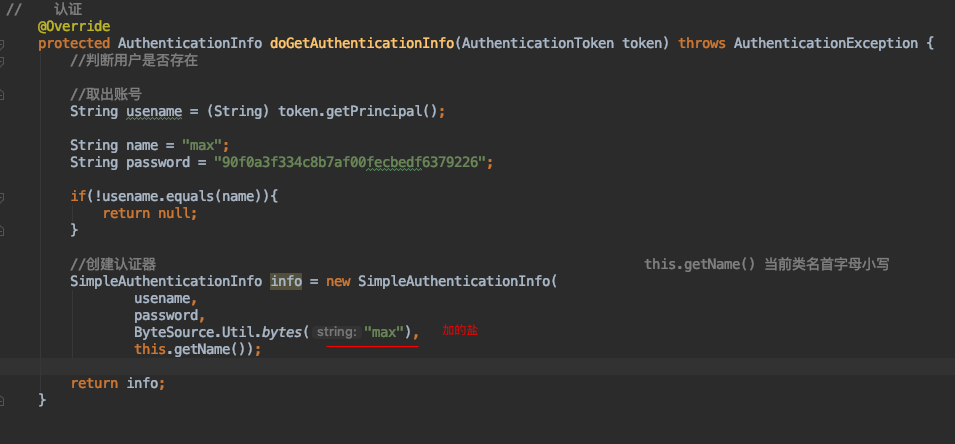 //    认证
@Override
protected AuthenticationInfo doGetAuthenticationInfo(AuthenticationToken token) throws AuthenticationException {
//判断用户是否存在
//取出账号
String usename = (String) token.getPrincipal();
String name = "max";
String password = "90f0a3f334c8b7af00fecbedf6379226";
if(!usename.equals(name)){
return null;
}
//创建认证器 this.getName() 当前类名首字母小写
SimpleAuthenticationInfo info = new SimpleAuthenticationInfo(
usename,
password,
ByteSource.Util.bytes( string: "max"), 加的盐
this.getName());
return info;
}